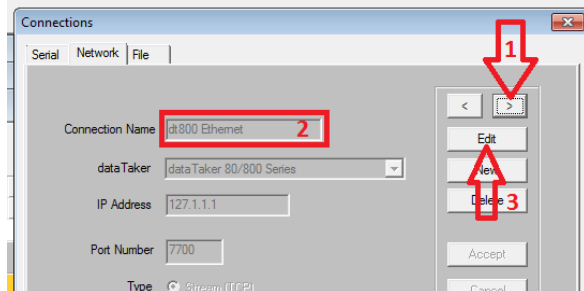 Connections
Serial Network File
1
< >
Connection Name dt800 Ethernet 2
Edit
dataTaker dataTaker 80/800 Series
New
IP Address 127.1.1.1
Delete 3
Port Number 7700
Accept
Type Stream (TCP)
Cancel